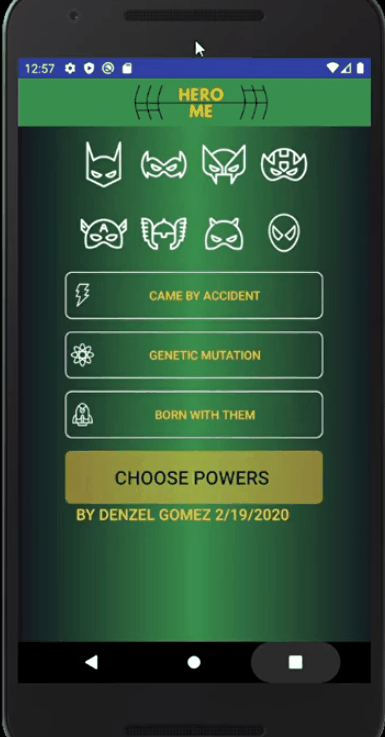 12:57
HERO
ME
A
CAME BY ACCIDENT
GENETIC MUTATION
BORN WITH THEM
CHOOSE POWERS
BY DENZEL GOMEZ 2/19/2020